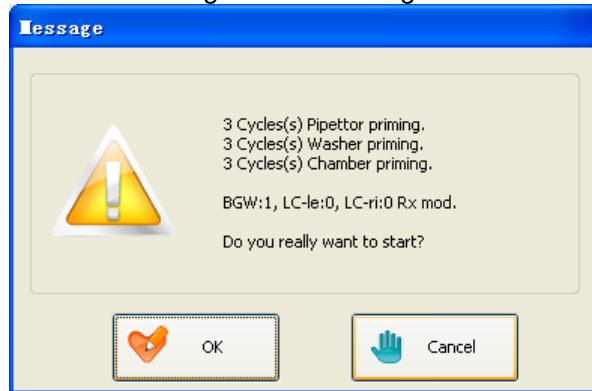 Message
3 Cycles(s) Pipettor priming.
3 Cycles(s) Washer priming.
3 Cycles(s) Chamber priming.
BGW:1, LC-le:0, LC-ri:0 Rx mod.
Do you really want to start?
OK
Cancel